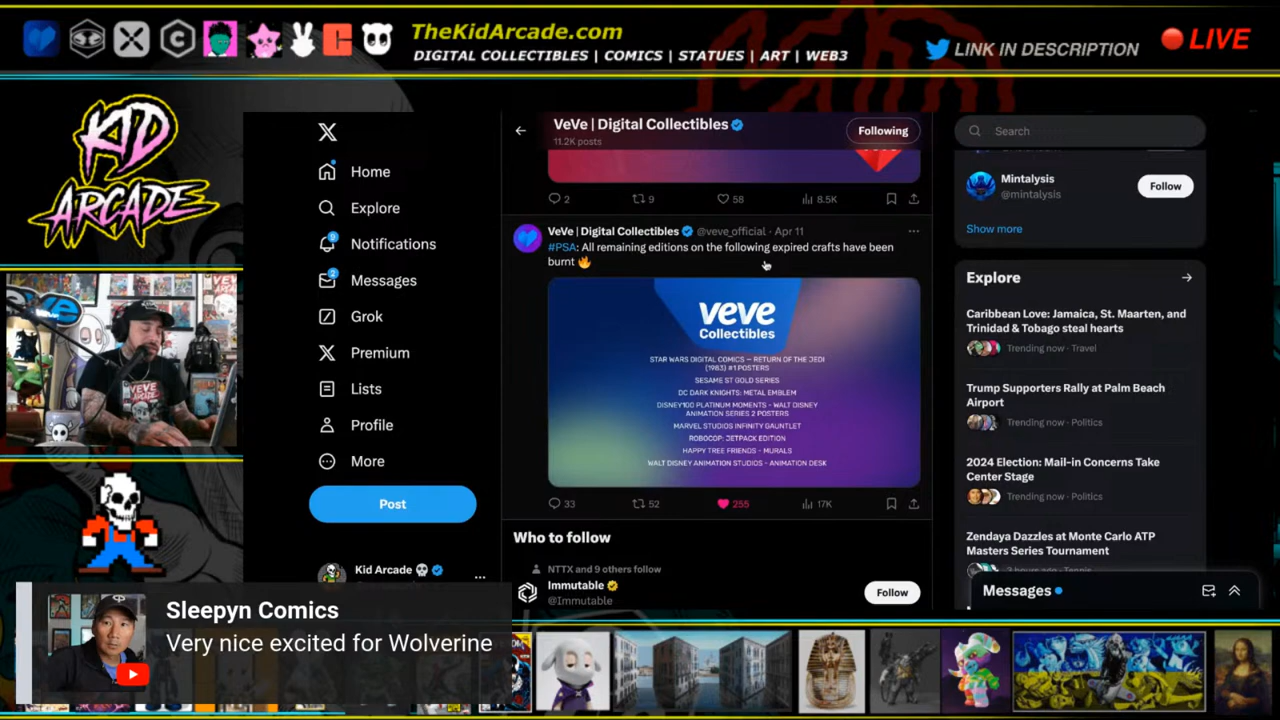 TheKidArcade.com
DIGITAL COLLECTIBLES | COMICS | STATUES | ART | WEB3
LINK IN DESCRIPTION
LIVE
KID
ARCADE
Home
Explore
Notifications
Messages
Grok
Premium
Lists
Profile
More
Post
Kid Arcade
VeVe | Digital Collectibles
11.2K posts
Following
2
9
58
8.5K
VeVe | Digital Collectibles @veve_official · Apr 11
#PSA: All remaining editions on the following expired crafts have been
burnt
veve
Collectibles
STAR WARS DIGITAL COMICS – RETURN OF THE JEDI
(1983) #1 POSTERS
SESAME ST GOLD SERIES
DC DARK KNIGHTS: METAL EMBLEM
DISNEY100 PLATINUM MOMENTS - WALT DISNEY
ANIMATION SERIES 2 POSTERS
MARVEL STUDIOS INFINITY GAUNTLET
ROBOCOP: JETPACK EDITION
HAPPY TREE FRIENDS - MURALS
WALT DISNEY ANIMATION STUDIOS - ANIMATION DESK
33
52
255
17K
Who to follow
NTTX and 9 others follow
Immutable
@Immutable
Follow
Search
Mintalysis
@mintalysis
Follow
Show more
Explore
Caribbean Love: Jamaica, St. Maarten, and
Trinidad & Tobago steal hearts
Trending now · Travel
Trump Supporters Rally at Palm Beach
Airport
Trending now · Politics
2024 Election: Mail-in Concerns Take
Center Stage
Trending now · Politics
Zendaya Dazzles at Monte Carlo ATP
Masters Series Tournament
Messages
Sleepyn Comics
Very nice excited for Wolverine